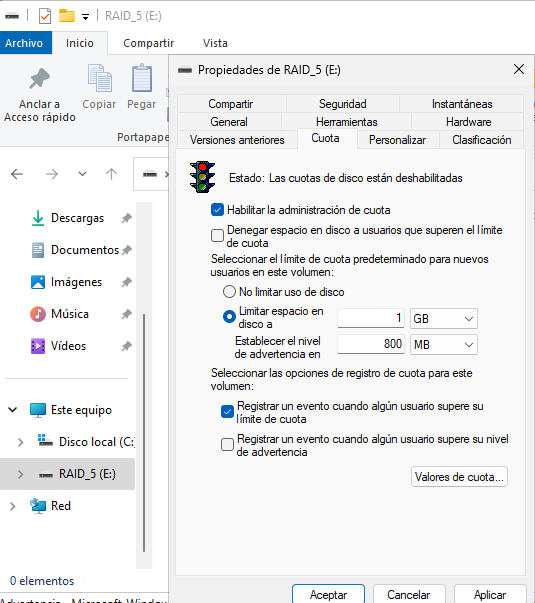 RAID_5 (E:)
Archivo Inicio Compartir Vista
Anclar a
Acceso rápido
Copiar
Pegar
Portapape
Descargas
Documentos
Imágenes
Música
Vídeos
Este equipo
Disco local (C:
RAID_5 (E:)
Red
0 elementos
Propiedades de RAID_5 (E:)
Compartir Seguridad Instantáneas
General Herramientas Hardware
Versiones anteriores Cuota Personalizar Clasificación
Estado: Las cuotas de disco están deshabilitadas
Habilitar la administración de cuota
Denegar espacio en disco a usuarios que superen el límite
de cuota
Seleccionar el límite de cuota predeterminado para nuevos
usuarios en este volumen:
No limitar uso de disco
Limitar espacio en
disco a
1 GB
Establecer el nivel
de advertencia en
800 MB
Seleccionar las opciones de registro de cuota para este
volumen:
Registrar un evento cuando algún usuario supere su
límite de cuota
Registrar un evento cuando algún usuario supere su nivel
de advertencia
Valores de cuota...
Aceptar Cancelar Aplicar